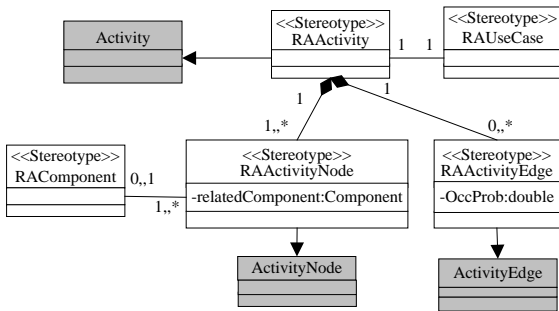 Activity
<<Stereotype>>
RAActivity
1
1
<<Stereotype>>
RAUseCase
1
1
1,,*
0,,*
<<Stereotype>>
RAComponent
0,,1
1,,*
<<Stereotype>>
RAActivityNode
-relatedComponent:Component
<<Stereotype>>
RAActivityEdge
-OccProb:double
ActivityNode
ActivityEdge